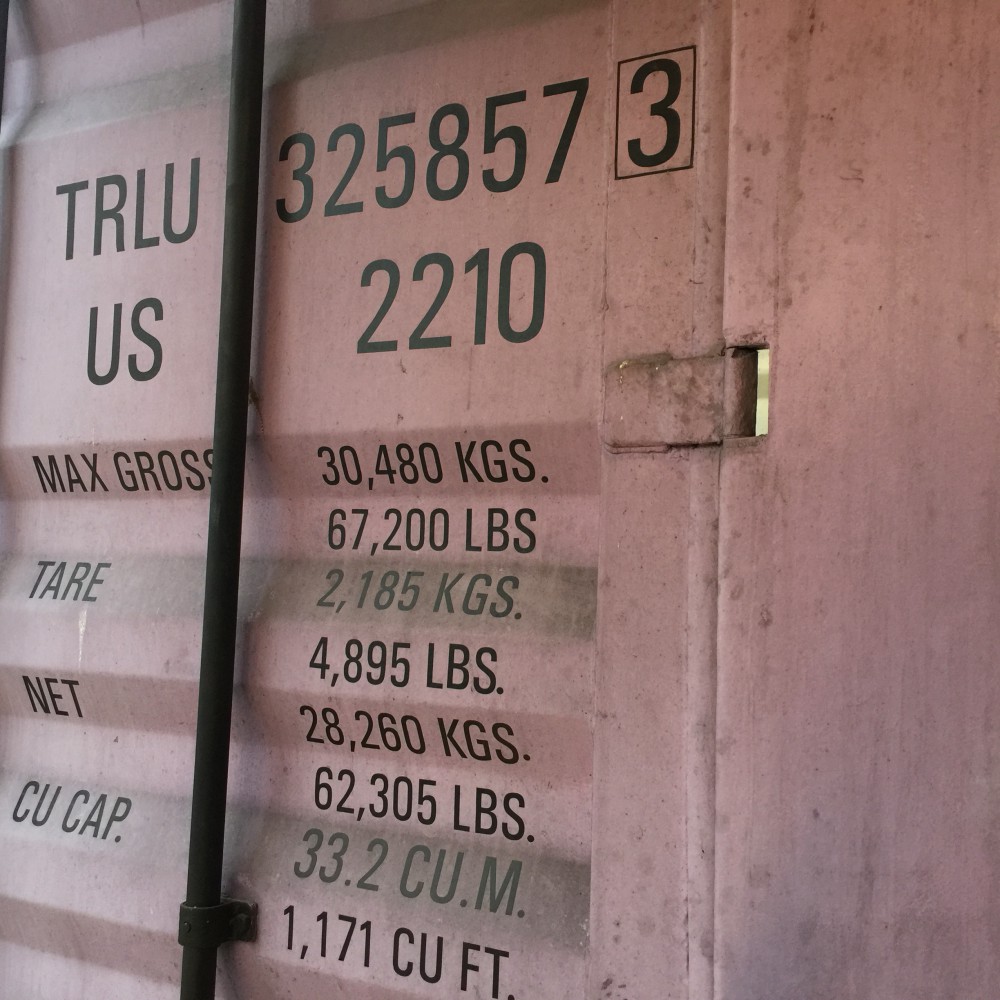 TRLU 325857 3
US 2210
MAX GROSS 30,480 KGS.
67,200 LBS
TARE 2,185 KGS.
4,895 LBS.
NET 28,260 KGS.
62,305 LBS.
CU CAP. 33.2 CU.M.
1,171 CU FT.